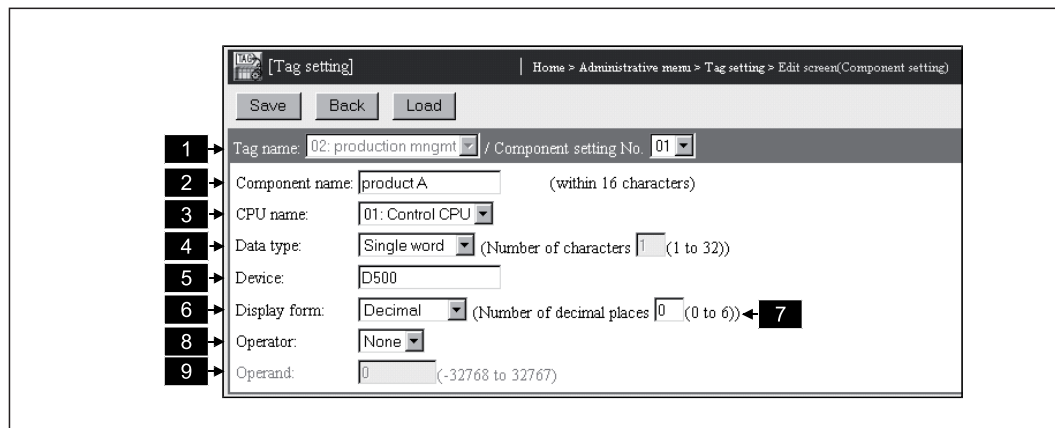 TAG [Tag setting] | Home > Administrative menu > Tag setting > Edit screen(Component setting)
Save Back Load
1 Tag name: 02: production mngmt / Component setting No. 01
2 Component name: product A (within 16 characters)
3 CPU name: 01: Control CPU
4 Data type: Single word (Number of characters 1 (1 to 32))
5 Device: D500
6 Display form: Decimal (Number of decimal places 0 (0 to 6)) 7
8 Operator: None
9 Operand: 0 (-32768 to 32767)